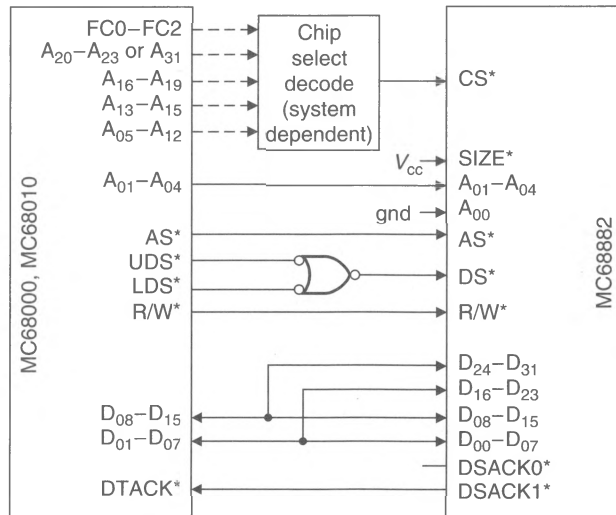 MC68000, MC68010
FC0–FC2
A20–A23 or A31
A16–A19
A13–A15
A05–A12
A01–A04
AS*
UDS*
LDS*
R/W*
D08–D15
D01–D07
DTACK*
Chip
select
decode
(system
dependent)
Vcc
gnd
CS*
SIZE*
A01–A04
A00
AS*
DS*
R/W*
D24–D31
D16–D23
D08–D15
D00–D07
DSACK0*
DSACK1*
MC68882